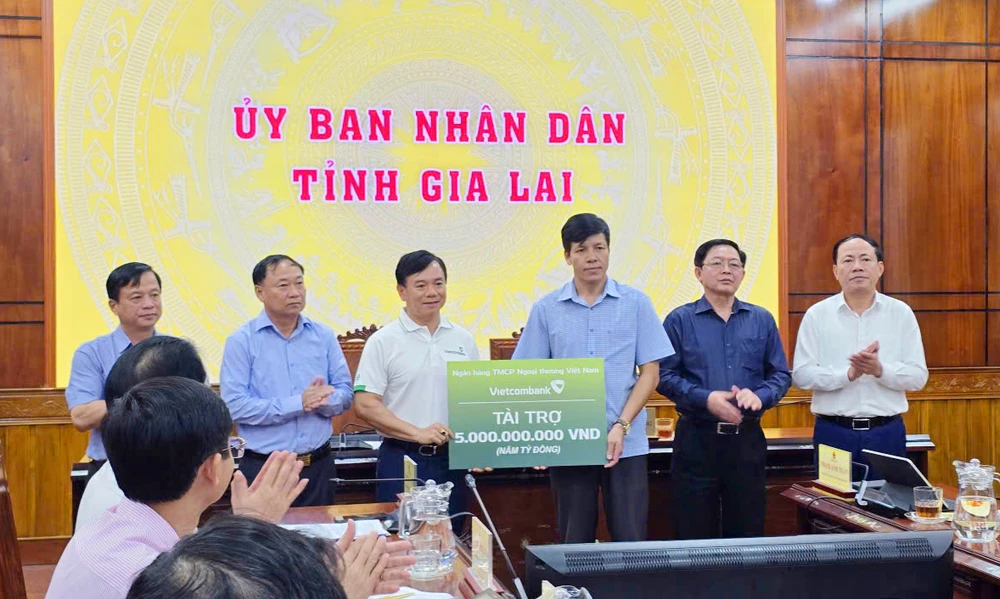 ỦY BAN NHÂN DÂN
TỈNH GIA LAI
Ngân hàng TMCP Ngoại thương Việt Nam
Vietcombank
TÀI TRỢ
5.000.000.000 VND
(NĂM TỶ ĐỒNG)